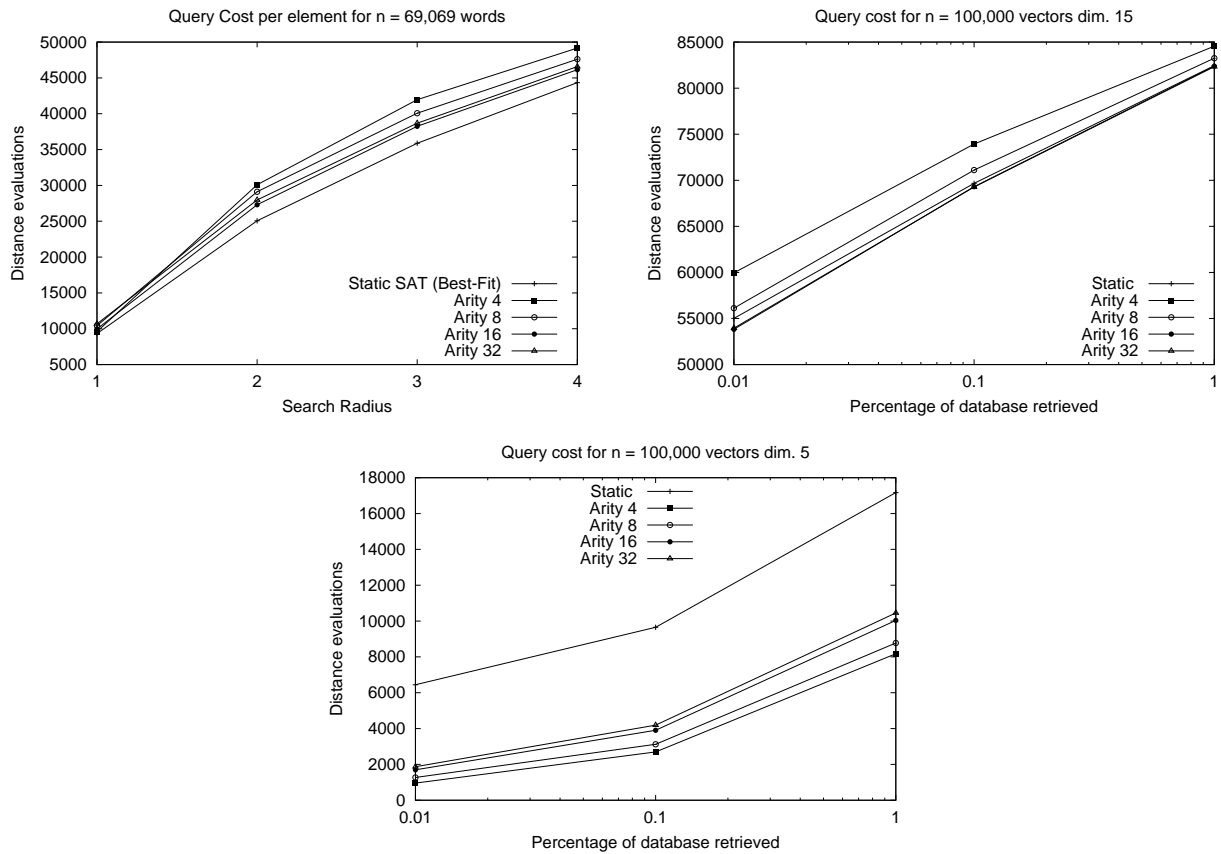 Query Cost per element for n = 69,069 words
50000
45000
40000
35000
30000
25000
20000
15000
10000
5000
Distance evaluations
1 2 3 4
Search Radius
Static SAT (Best-Fit)
Arity 4
Arity 8
Arity 16
Arity 32
Query cost for n = 100,000 vectors dim. 15
85000
80000
75000
70000
65000
60000
55000
50000
Distance evaluations
0.01 0.1 1
Percentage of database retrieved
Static
Arity 4
Arity 8
Arity 16
Arity 32
Query cost for n = 100,000 vectors dim. 5
18000
16000
14000
12000
10000
8000
6000
4000
2000
0
Distance evaluations
0.01 0.1 1
Percentage of database retrieved
Static
Arity 4
Arity 8
Arity 16
Arity 32